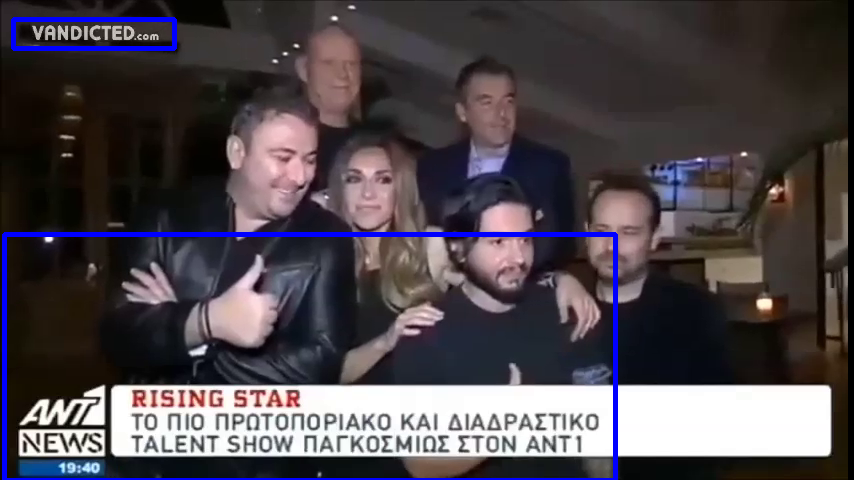 VANDICTED.com
RISING STAR
ΤΟ ΠΙΟ ΠΡΩΤΟΠΟΡΙΑΚΟ ΚΑΙ ΔΙΑΔΡΑΣΤΙΚΟ
TALENT SHOW ΠΑΓΚΟΣΜΙΩΣ ΣΤΟΝ ΑΝΤ1
ANT1
NEWS
19:40